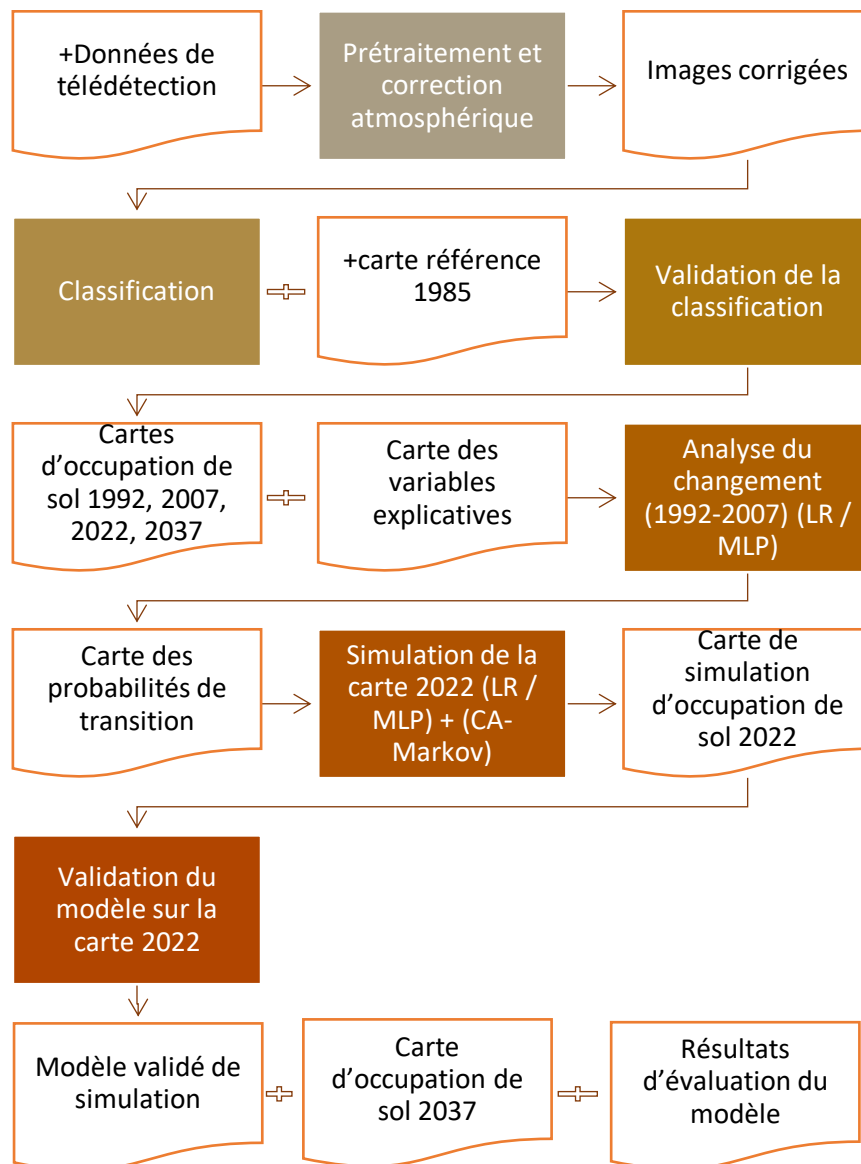 +Données de
télédétection
Prétraitement et
correction
atmosphérique
Images corrigées
Classification
+carte référence
1985
Validation de la
classification
Cartes
d’occupation de
sol 1992, 2007,
2022, 2037
Carte des
variables
explicatives
Analyse du
changement
(1992-2007) (LR /
MLP)
Carte des
probabilités de
transition
Simulation de la
carte 2022 (LR /
MLP) + (CA-
Markov)
Carte de
simulation
d’occupation de
sol 2022
Validation du
modèle sur la
carte 2022
Modèle validé de
simulation
Carte
d’occupation de
sol 2037
Résultats
d’évaluation du
modèle